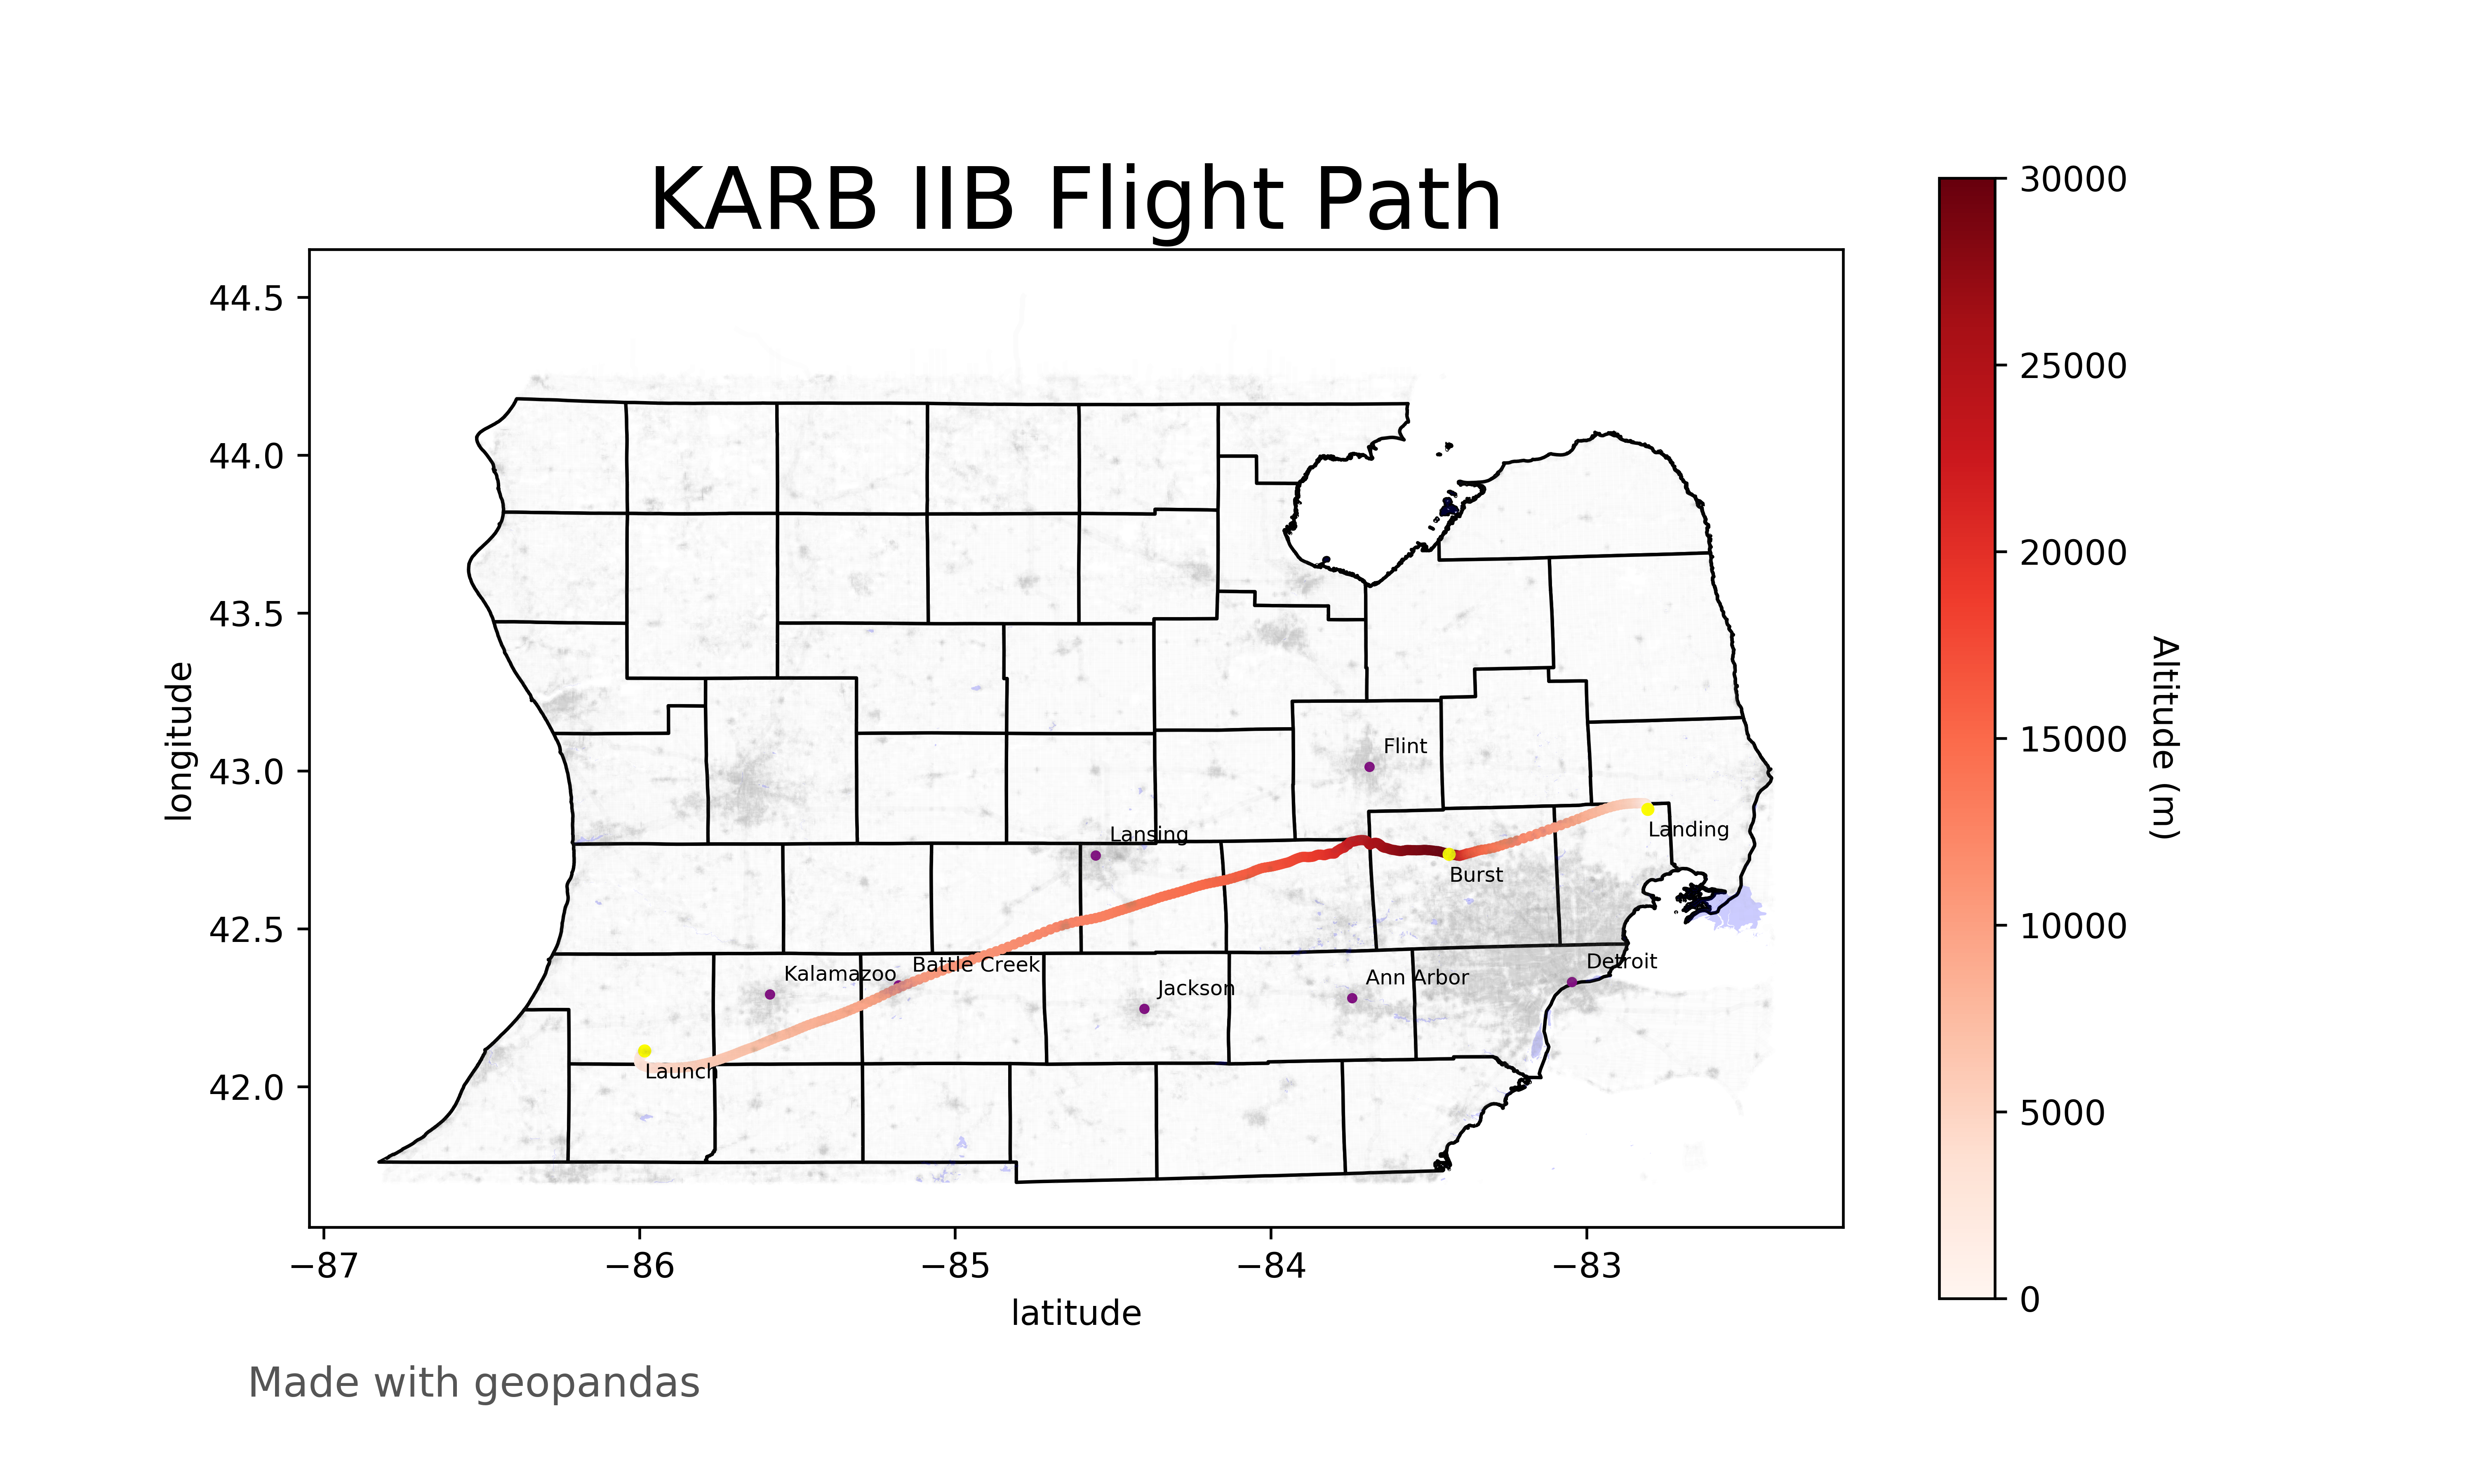 KARB IIB Flight Path
44.5
44.0
43.5
43.0
42.5
42.0
longitude
−87
−86
−85
−84
−83
latitude
Flint
Lansing
Landing
Burst
Kalamazoo
Battle Creek
Detroit
Ann Arbor
Jackson
Launch
30000
25000
20000
15000
10000
5000
0
Altitude (m)
Made with geopandas